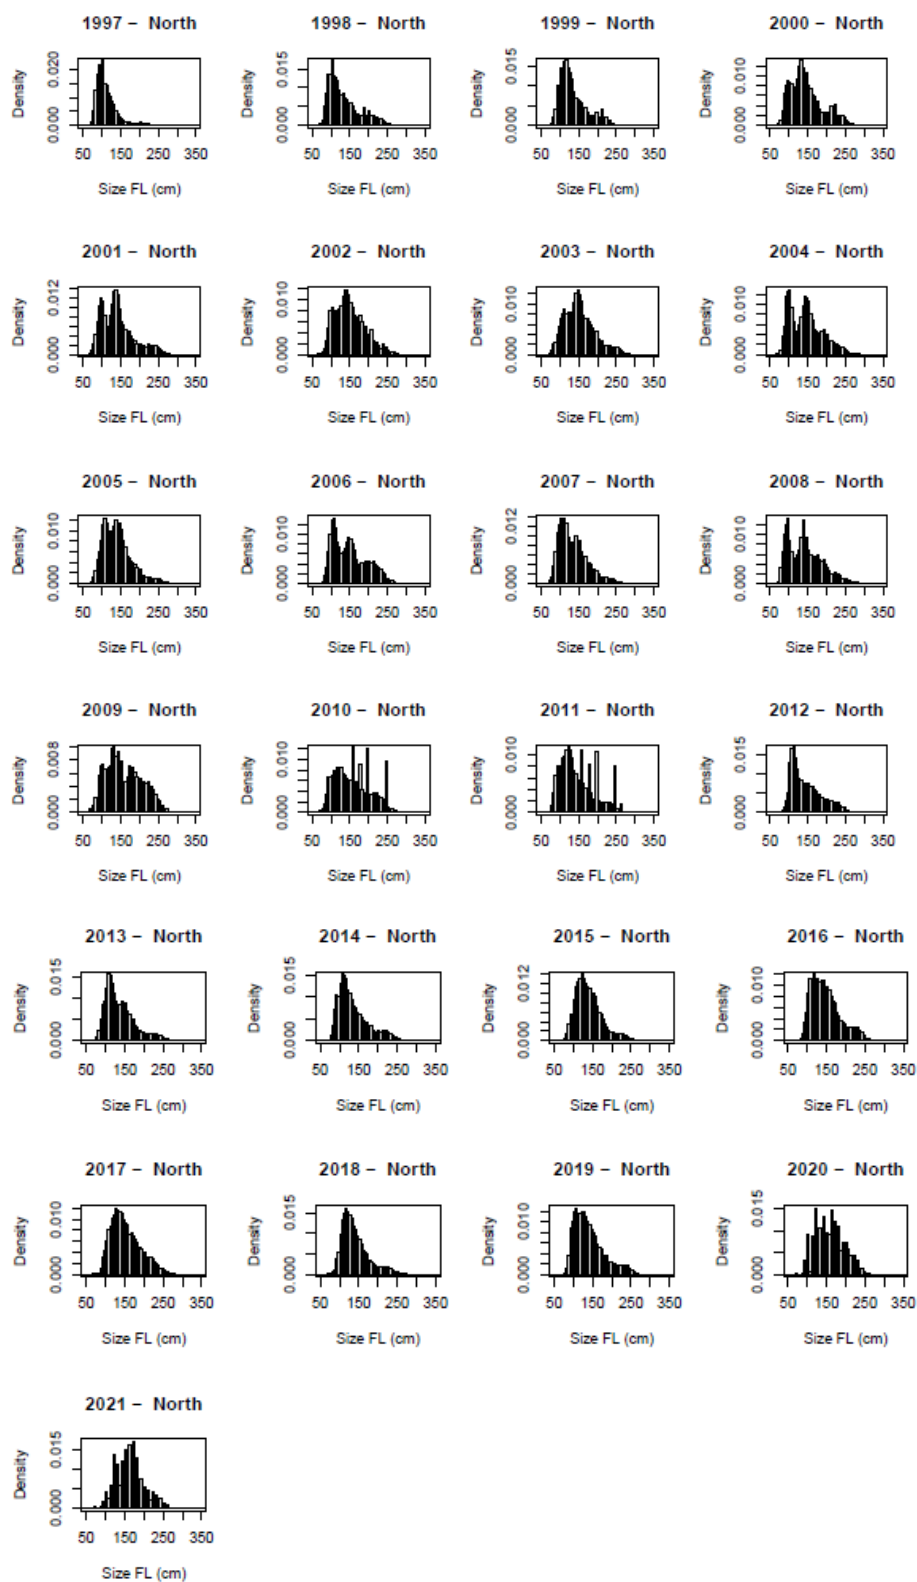 1997 – North
Density
0.020
0.000
50 150 250 350
Size FL (cm)
1998 – North
Density
0.015
0.000
50 150 250 350
Size FL (cm)
1999 – North
Density
0.015
0.000
50 150 250 350
Size FL (cm)
2000 – North
Density
0.010
0.000
50 150 250 350
Size FL (cm)
2001 – North
Density
0.012
0.000
50 150 250 350
Size FL (cm)
2002 – North
Density
0.010
0.000
50 150 250 350
Size FL (cm)
2003 – North
Density
0.010
0.000
50 150 250 350
Size FL (cm)
2004 – North
Density
0.010
0.000
50 150 250 350
Size FL (cm)
2005 – North
Density
0.010
0.000
50 150 250 350
Size FL (cm)
2006 – North
Density
0.010
0.000
50 150 250 350
Size FL (cm)
2007 – North
Density
0.012
0.000
50 150 250 350
Size FL (cm)
2008 – North
Density
0.010
0.000
50 150 250 350
Size FL (cm)
2009 – North
Density
0.008
0.000
50 150 250 350
Size FL (cm)
2010 – North
Density
0.010
0.000
50 150 250 350
Size FL (cm)
2011 – North
Density
0.010
0.000
50 150 250 350
Size FL (cm)
2012 – North
Density
0.015
0.000
50 150 250 350
Size FL (cm)
2013 – North
Density
0.015
0.000
50 150 250 350
Size FL (cm)
2014 – North
Density
0.015
0.000
50 150 250 350
Size FL (cm)
2015 – North
Density
0.012
0.000
50 150 250 350
Size FL (cm)
2016 – North
Density
0.010
0.000
50 150 250 350
Size FL (cm)
2017 – North
Density
0.010
0.000
50 150 250 350
Size FL (cm)
2018 – North
Density
0.015
0.000
50 150 250 350
Size FL (cm)
2019 – North
Density
0.010
0.000
50 150 250 350
Size FL (cm)
2020 – North
Density
0.015
0.000
50 150 250 350
Size FL (cm)
2021 – North
Density
0.015
0.000
50 150 250 350
Size FL (cm)